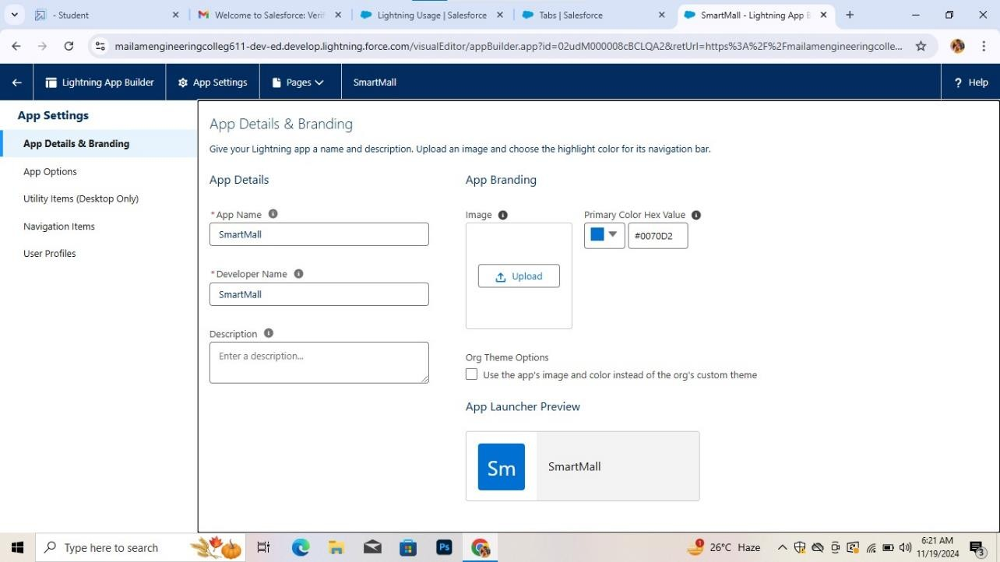 - Student
Welcome to Salesforce: Verif
Lightning Usage | Salesforce
Tabs | Salesforce
SmartMall - Lightning App B
mailamengineeringcolleg611-dev-ed.develop.lightning.force.com/visualEditor/appBuilder.app?id=02udM000008cBCLQA2&retUrl=https%3A%2F%2Fmailamengineeringcolle...
Lightning App Builder
App Settings
Pages
SmartMall
? Help
App Settings
App Details & Branding
App Options
Utility Items (Desktop Only)
Navigation Items
User Profiles
App Details & Branding
Give your Lightning app a name and description. Upload an image and choose the highlight color for its navigation bar.
App Details
*App Name
SmartMall
*Developer Name
SmartMall
Description
Enter a description...
App Branding
Image
Upload
Primary Color Hex Value
#0070D2
Org Theme Options
Use the app's image and color instead of the org's custom theme
App Launcher Preview
Sm
SmartMall
Type here to search
Ps
1
26°C Haze
6:21 AM
11/19/2024
3